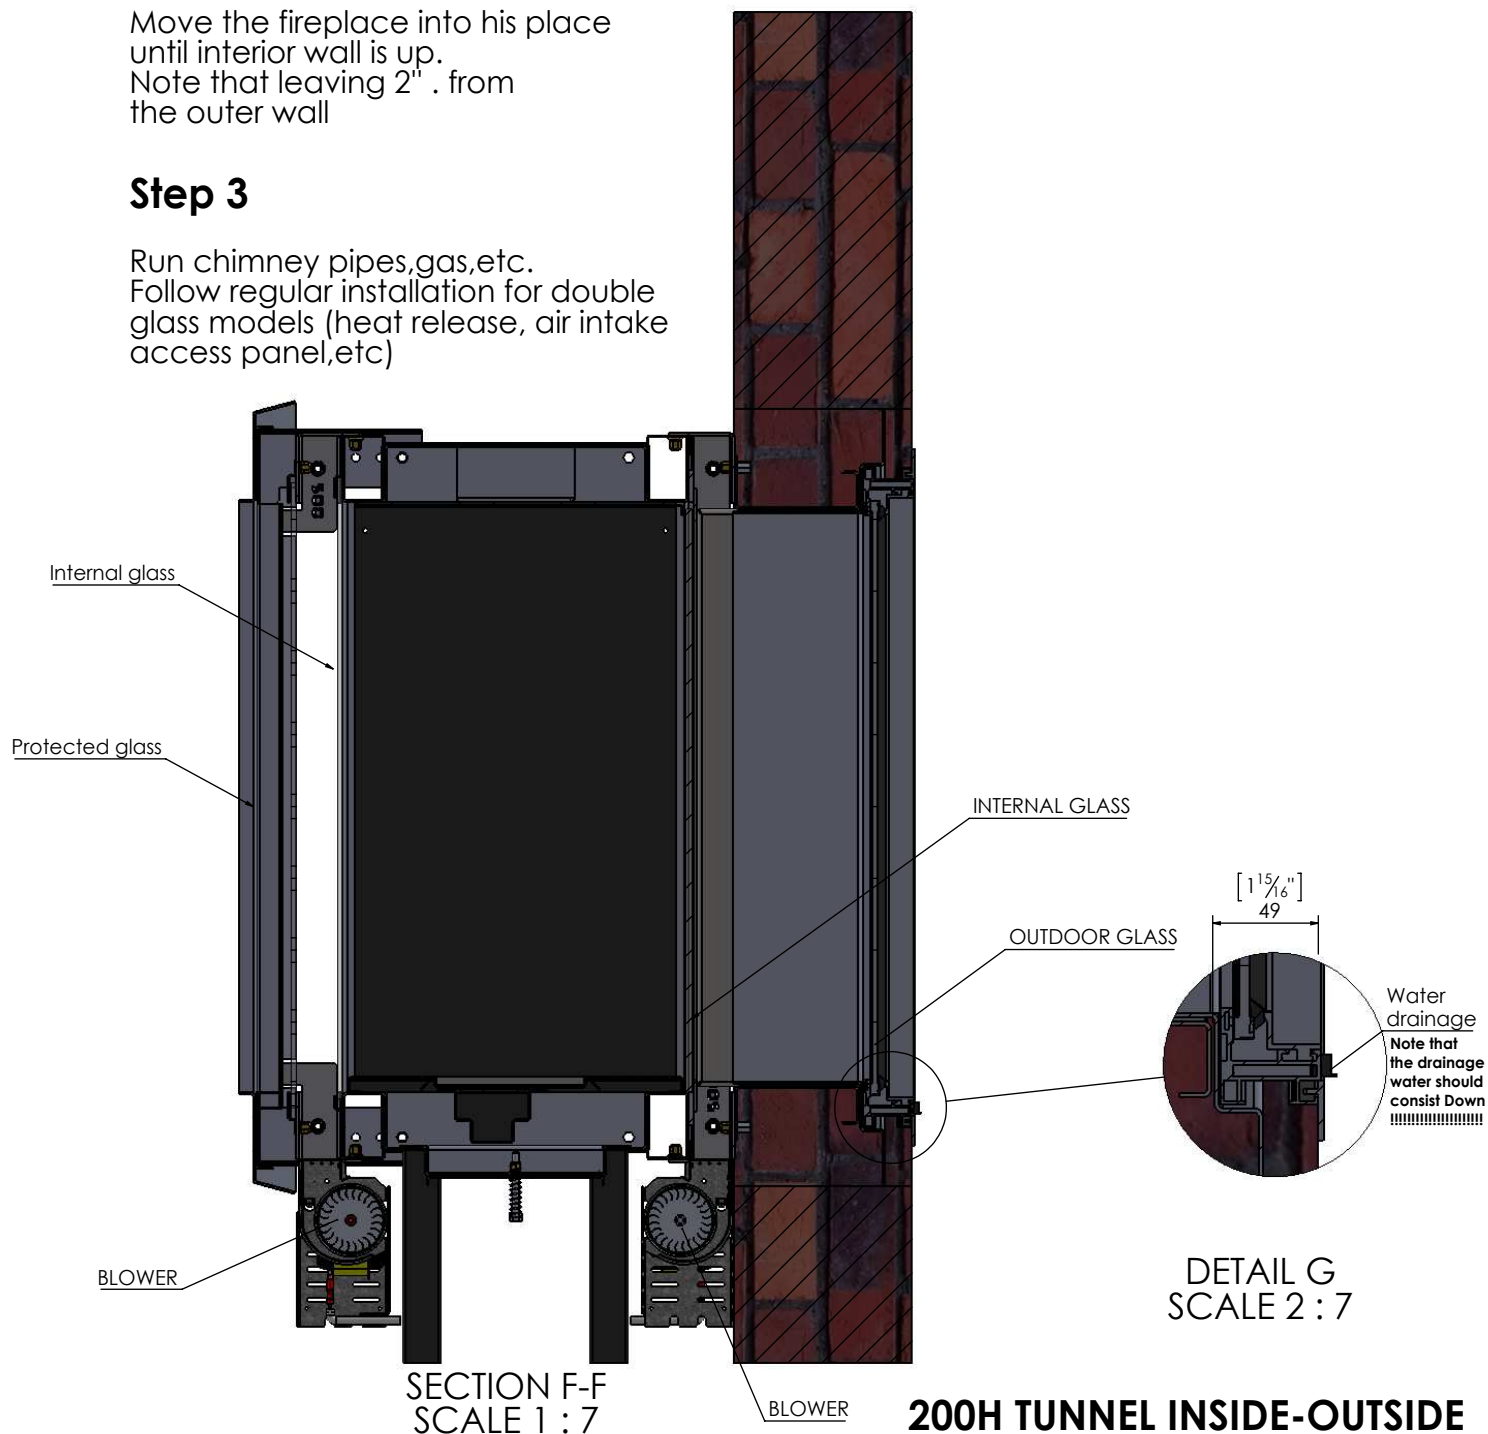 Move the fireplace into his place
until interior wall is up.
Note that leaving 2" . from
the outer wall
Step 3
Run chimney pipes,gas,etc.
Follow regular installation for double
glass models (heat release, air intake
access panel,etc)
Internal glass
Protected glass
INTERNAL GLASS
OUTDOOR GLASS
[1 15/16"]
49
Water
drainage
Note that
the drainage
water should
consist Down
!!!!!!!!!!!!!!!!!!!!!!
BLOWER
DETAIL G
SCALE 2 : 7
SECTION F-F
SCALE 1 : 7
BLOWER
200H TUNNEL INSIDE-OUTSIDE